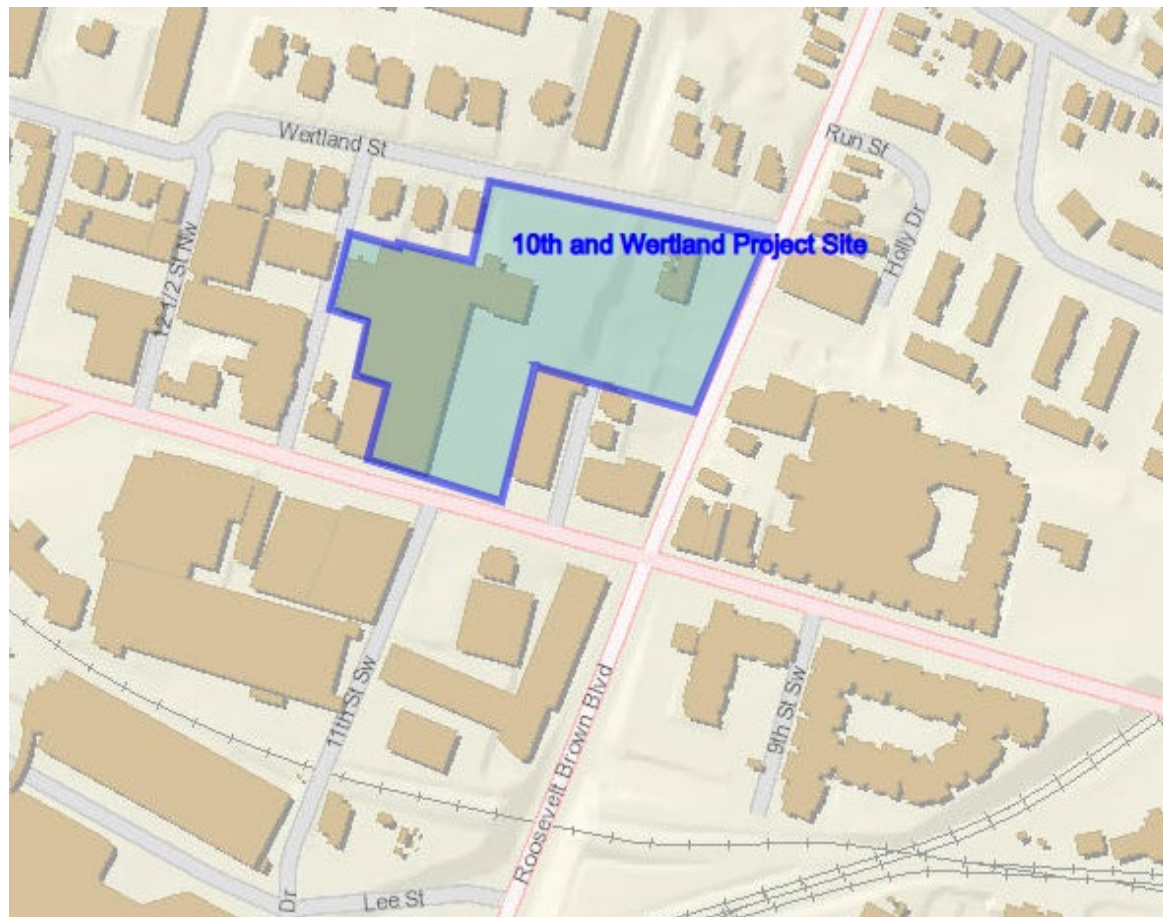 Wertland St
Run St
Holly Dr
10th and Wertland Project Site
12 1/2 St Nw
11th St Sw
Roosevelt Brown Blvd
9th St Sw
Dr
Lee St